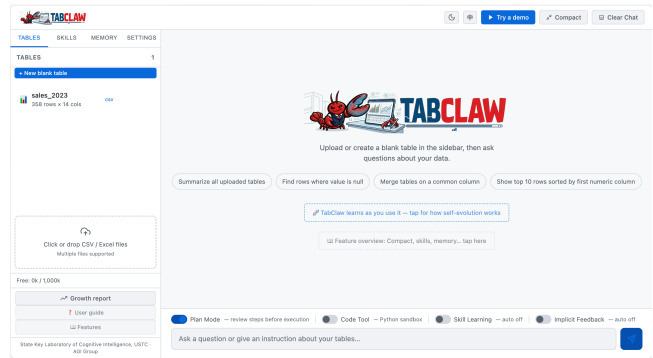 TABCLAW
Try a demo
Compact
Clear Chat
TABLES SKILLS MEMORY SETTINGS
TABLES 1
+ New blank table
sales_2023
358 rows × 14 cols
csv
TABCLAW
Upload or create a blank table in the sidebar, then ask
questions about your data.
Summarize all uploaded tables
Find rows where value is null
Merge tables on a common column
Show top 10 rows sorted by first numeric column
TabClaw learns as you use it — tap for how self-evolution works
Feature overview: Compact, skills, memory... tap here
Click or drop CSV / Excel files
Multiple files supported
Free: 0k / 1,000k
Growth report
? User guide
Features
State Key Laboratory of Cognitive Intelligence, USTC ·
AGI Group
Plan Mode — review steps before execution
Code Tool — Python sandbox
Skill Learning — auto off
Implicit Feedback — auto off
Ask a question or give an instruction about your tables...